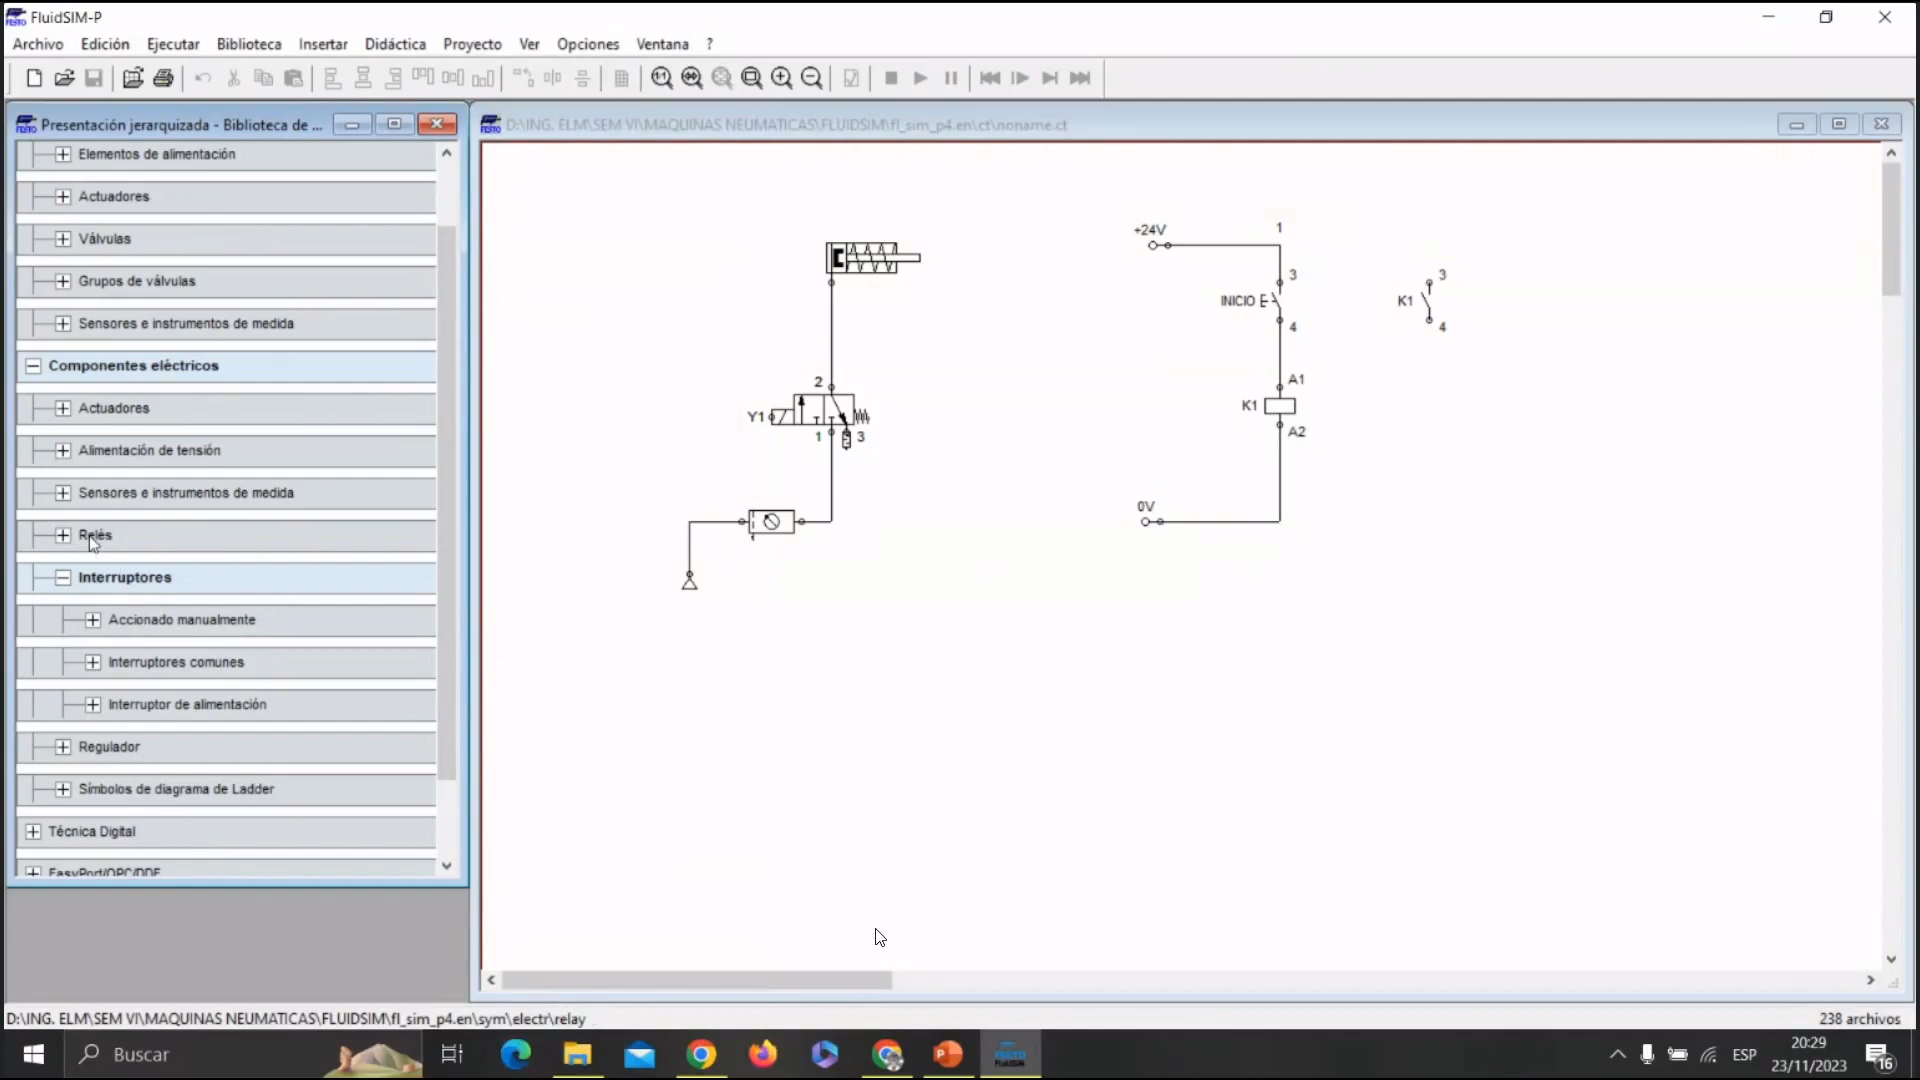 FluidSIM-P
Archivo Edición Ejecutar Biblioteca Insertar Didáctica Proyecto Ver Opciones Ventana ?
Presentación jerarquizada - Biblioteca de ...
Elementos de alimentación
Actuadores
Válvulas
Grupos de válvulas
Sensores e instrumentos de medida
Componentes eléctricos
Actuadores
Alimentación de tensión
Sensores e instrumentos de medida
Relés
Interruptores
Accionado manualmente
Interruptores comunes
Interruptor de alimentación
Regulador
Símbolos de diagrama de Ladder
Técnica Digital
EasyPort/OPC/DDE
D:\ING. ELM\SEM VI\MAQUINAS NEUMATICAS\FLUIDSIM\fl_sim_p4.en\ct\noname.ct
2
Y1
1 3
+24V 1
3
INICIO
4
A1
K1
A2
0V
3
K1
4
D:\ING. ELM\SEM VI\MAQUINAS NEUMATICAS\FLUIDSIM\fl_sim_p4.en\sym\electr\relay
238 archivos
Buscar
ESP
20:29
23/11/2023
16